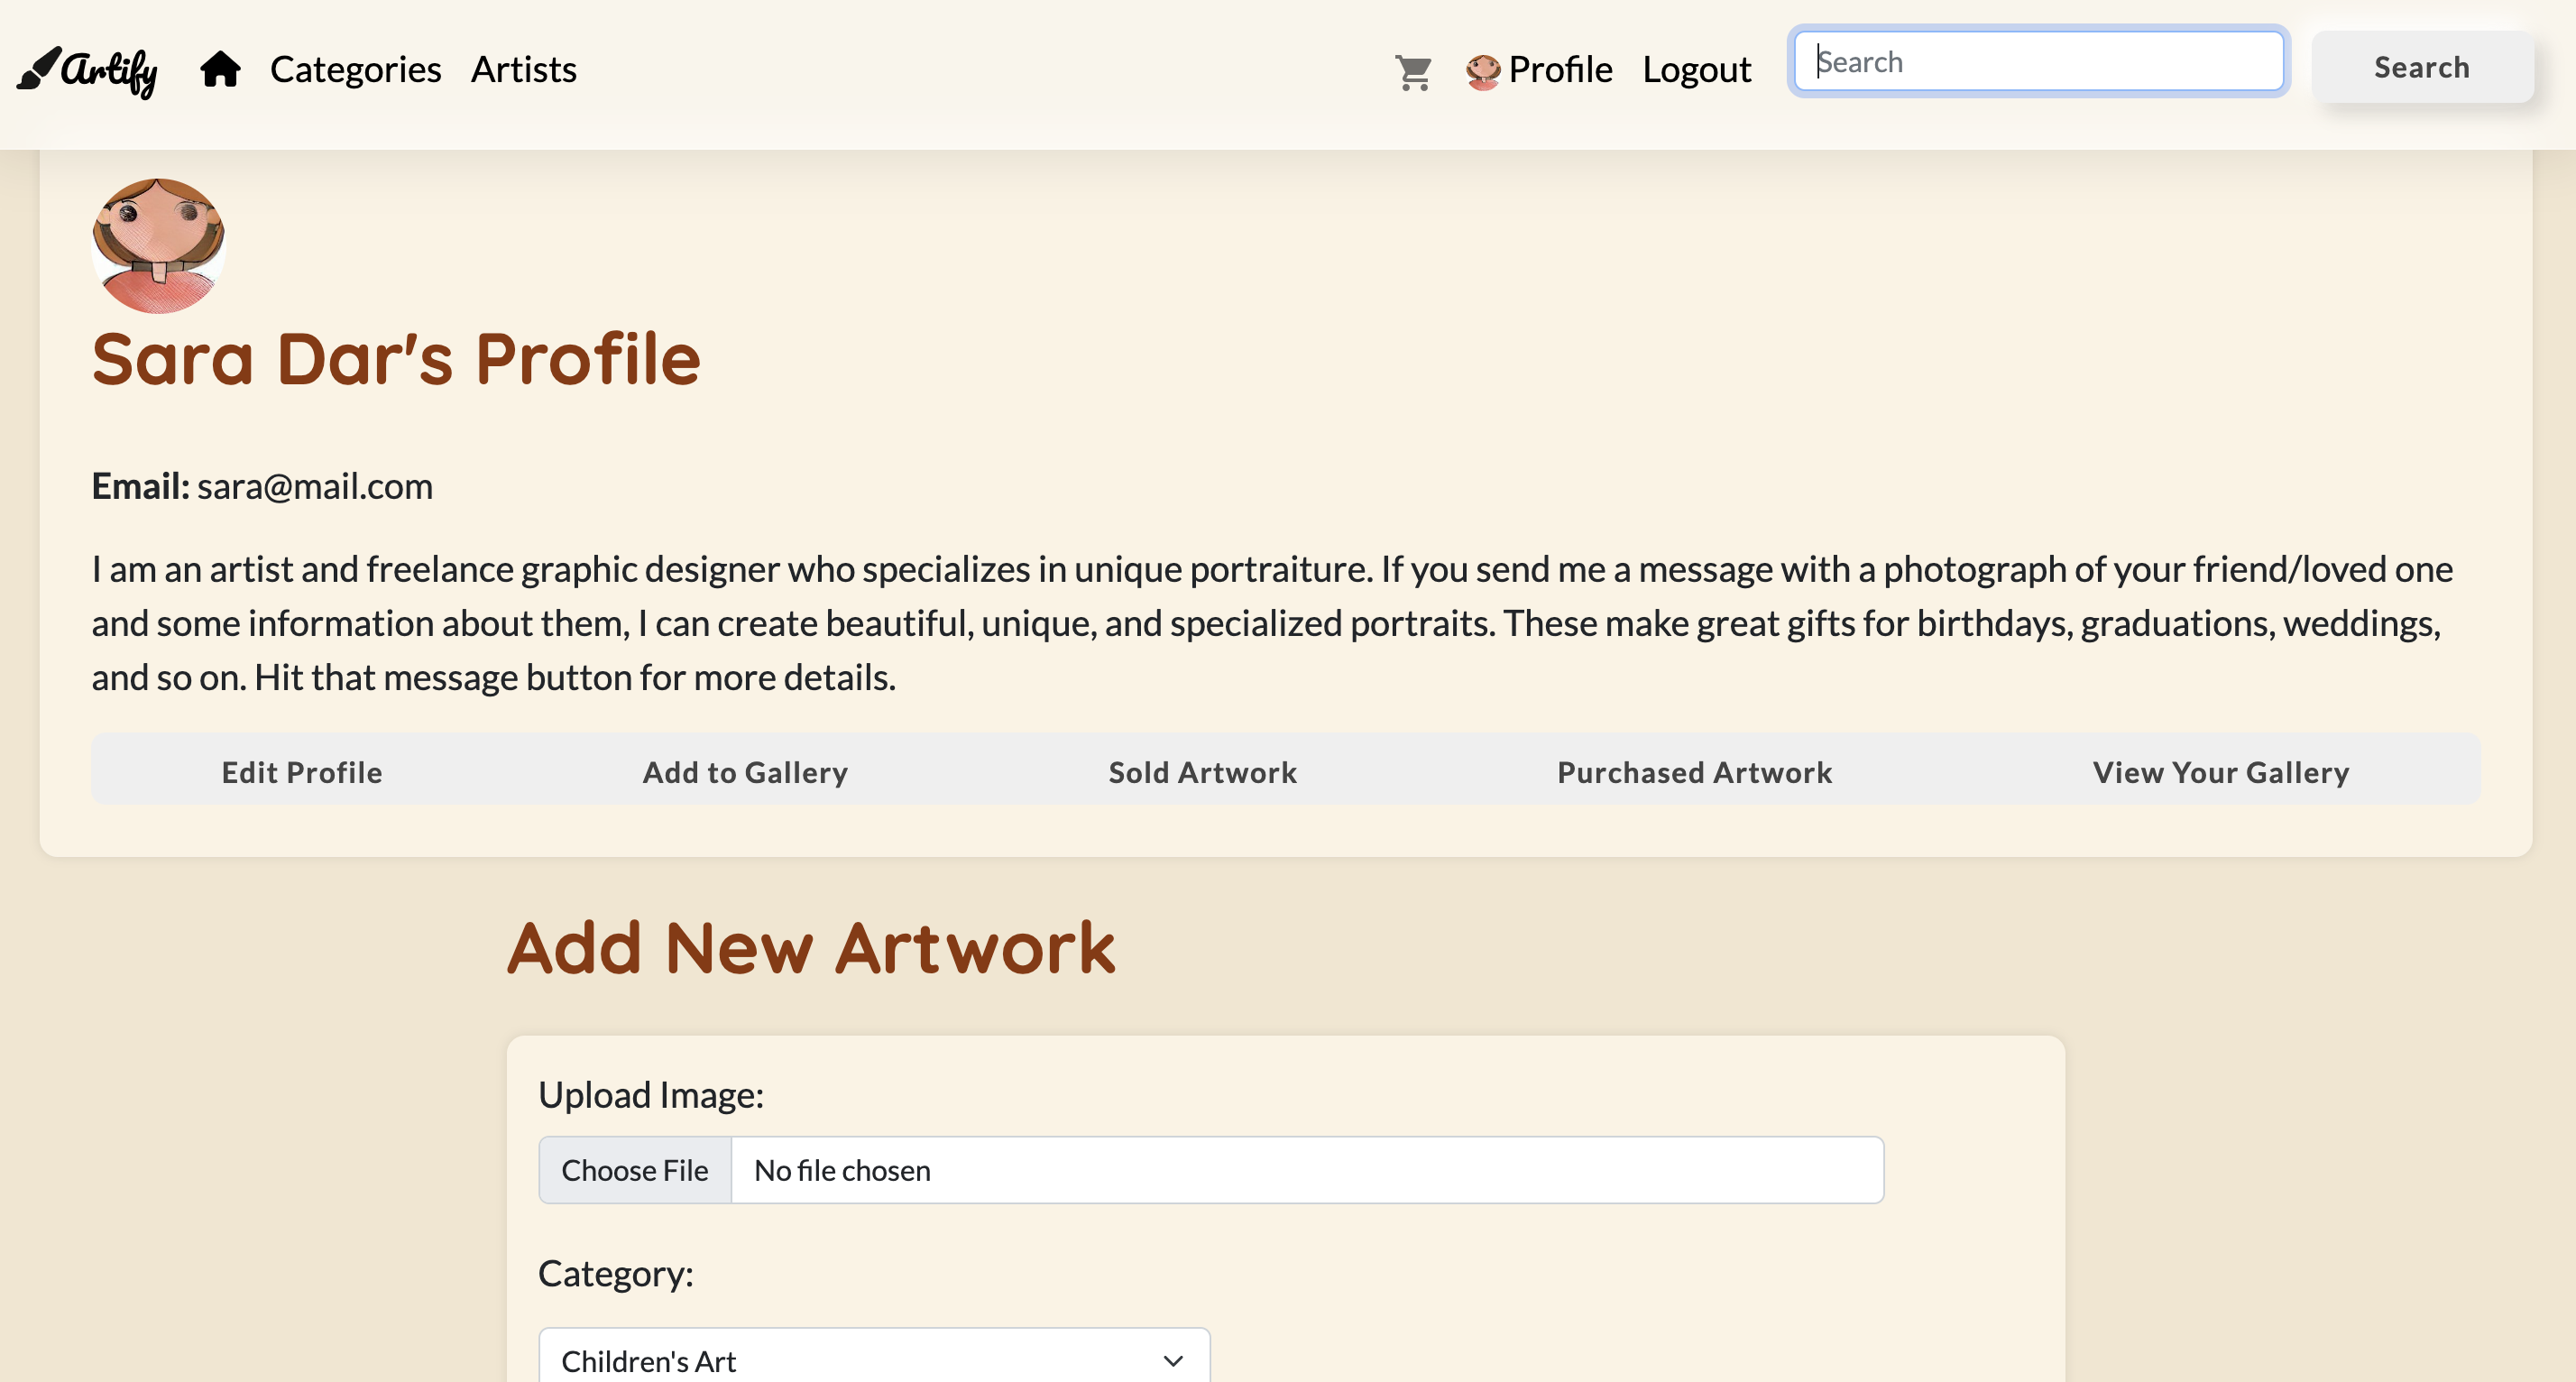 Artify Categories Artists Profile Logout Search Search
Sara Dar's Profile
Email: sara@mail.com
I am an artist and freelance graphic designer who specializes in unique portraiture. If you send me a message with a photograph of your friend/loved one
and some information about them, I can create beautiful, unique, and specialized portraits. These make great gifts for birthdays, graduations, weddings,
and so on. Hit that message button for more details.
Edit Profile Add to Gallery Sold Artwork Purchased Artwork View Your Gallery
Add New Artwork
Upload Image:
Choose File No file chosen
Category:
Children's Art